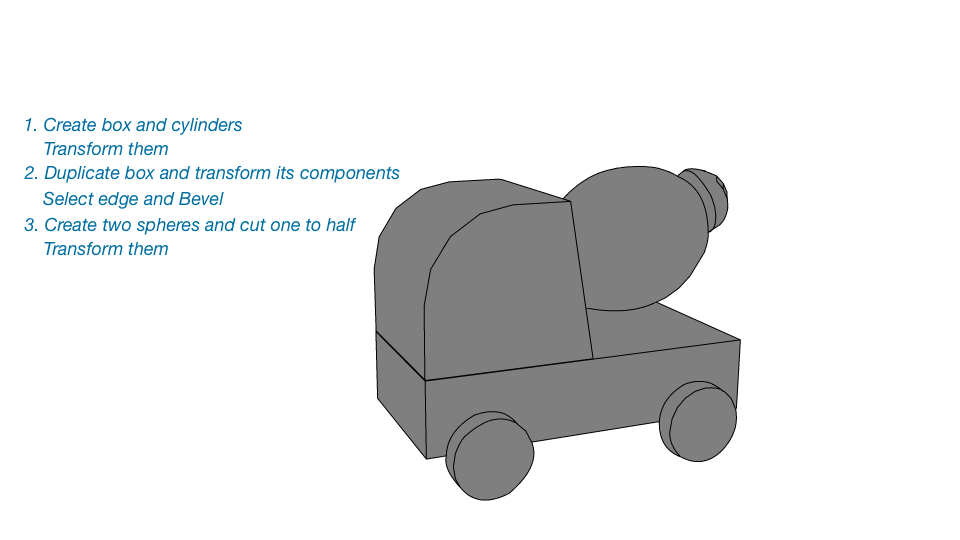 1. Create box and cylinders
Transform them
2. Duplicate box and transform its components
Select edge and Bevel
3. Create two spheres and cut one to half
Transform them